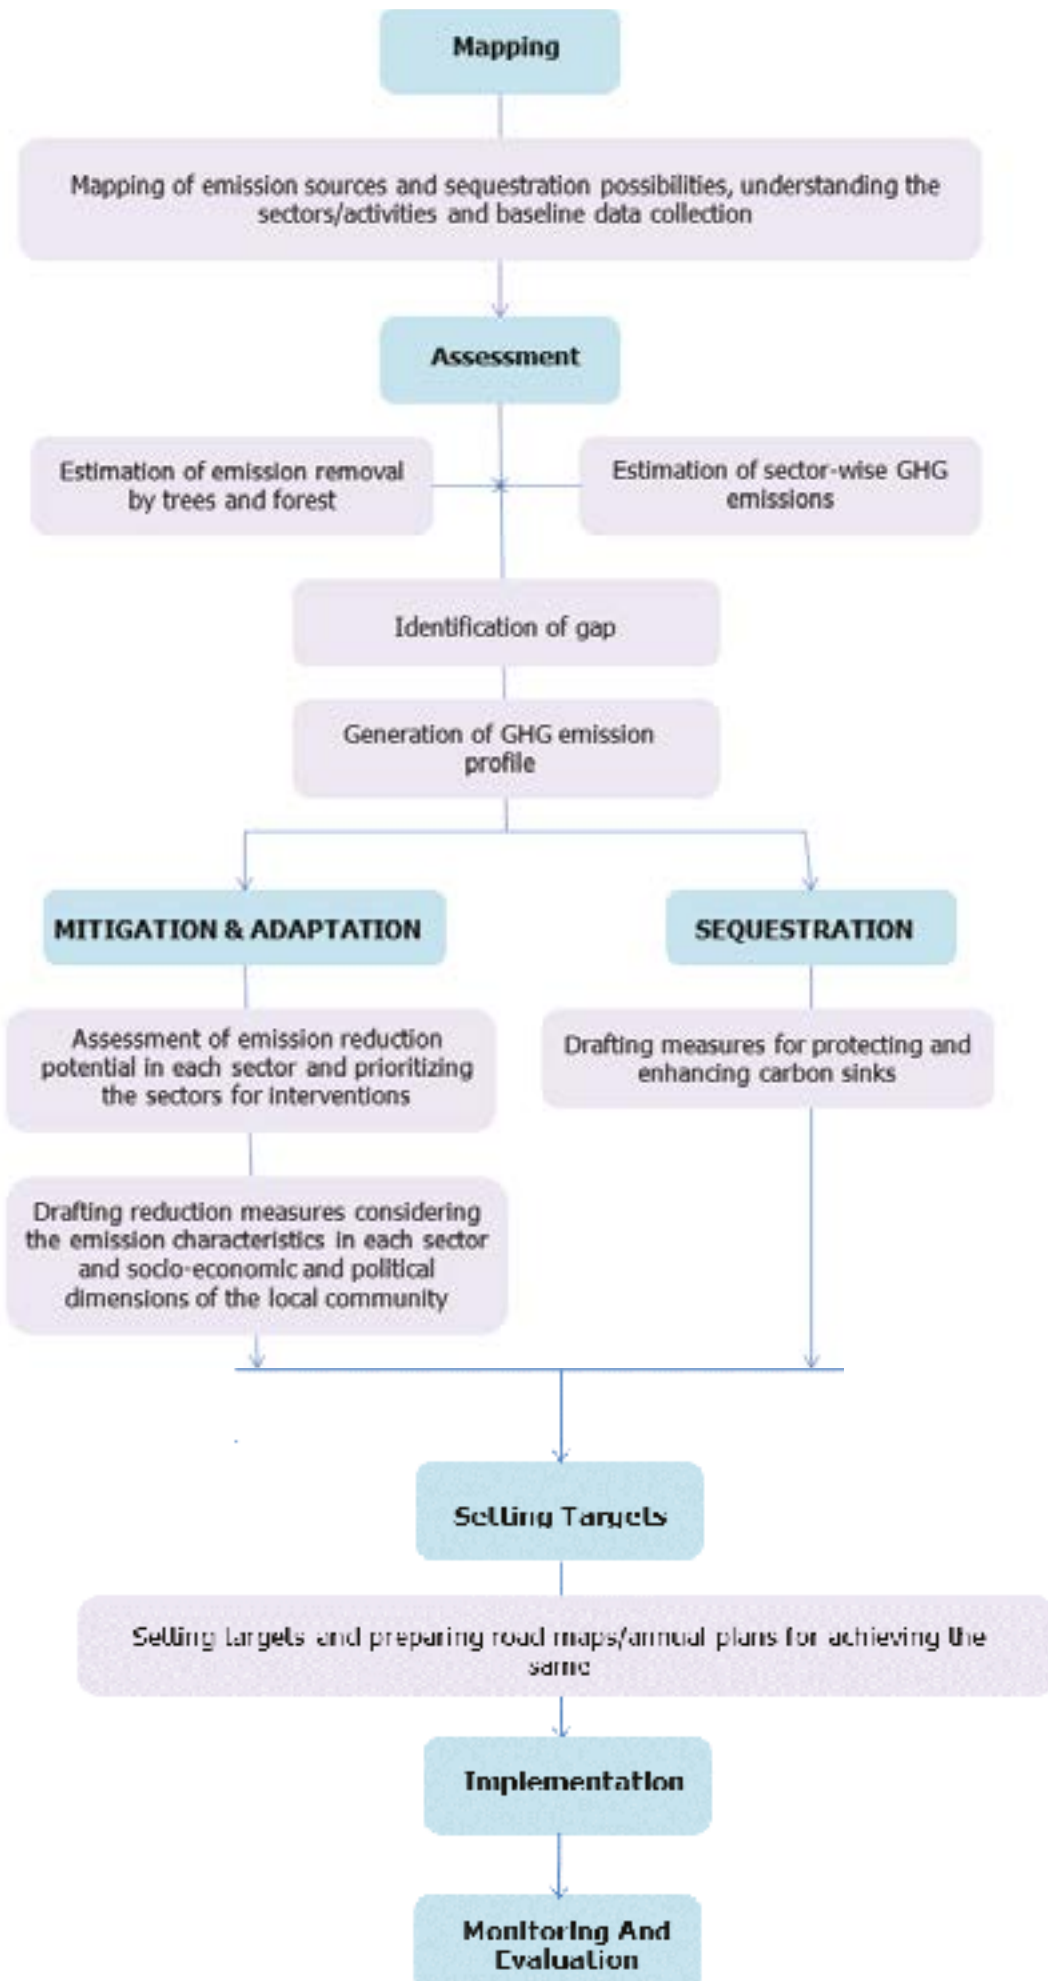 Mapping
Mapping of emission sources and sequestration possibilities, understanding the
sectors/activities and baseline data collection
Assessment
Estimation of emission removal
by trees and forest
Estimation of sector-wise GHG
emissions
Identification of gap
Generation of GHG emission
profile
MITIGATION & ADAPTATION
SEQUESTRATION
Assessment of emission reduction
potential in each sector and prioritizing
the sectors for interventions
Drafting measures for protecting and
enhancing carbon sinks
Drafting reduction measures considering
the emission characteristics in each sector
and socio-economic and political
dimensions of the local community
Setting Targets
Setting targets and preparing road maps/annual plans for achieving the
same
Implementation
Monitoring And
Evaluation